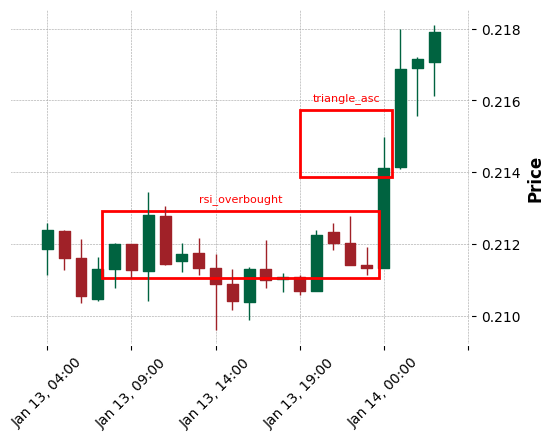 0.218
0.216
triangle_asc
0.214
rsi_overbought
0.212
0.210
Price
Jan 13, 04:00
Jan 13, 09:00
Jan 13, 14:00
Jan 13, 19:00
Jan 14, 00:00